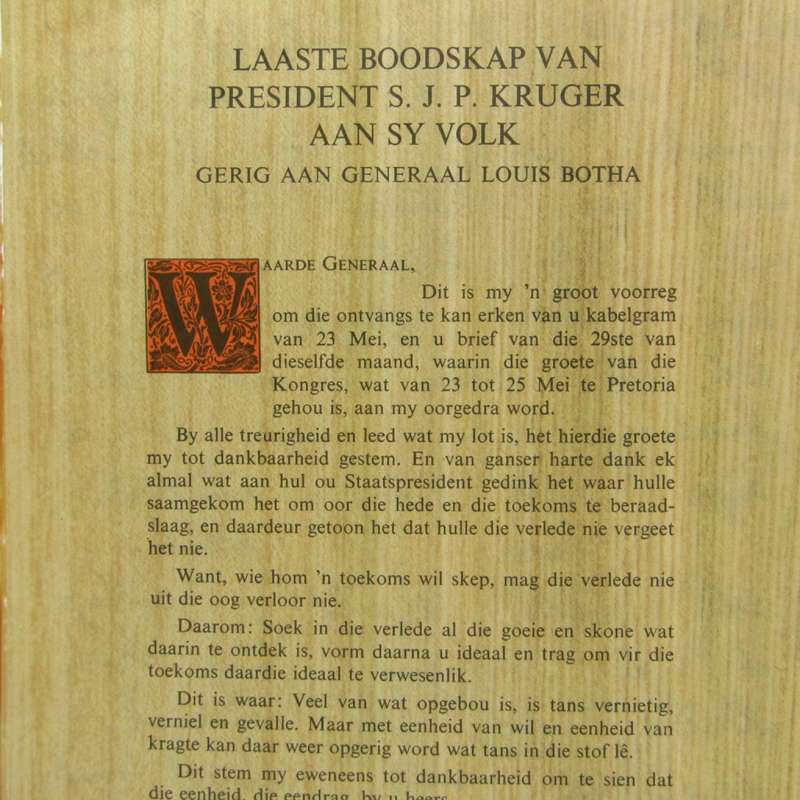 LAASTE BOODSKAP VAN
PRESIDENT S. J. P. KRUGER
AAN SY VOLK
GERIG AAN GENERAAL LOUIS BOTHA
WAARDE GENERAAL,
Dit is my 'n groot voorreg
om die ontvangs te kan erken van u kabelgram
van 23 Mei, en u brief van die 29ste van
dieselfde maand, waarin die groete van die
Kongres, wat van 23 tot 25 Mei te Pretoria
gehou is, aan my oorgedra word.
By alle treurigheid en leed wat my lot is, het hierdie groete
my tot dankbaarheid gestem. En van ganser harte dank ek
almal wat aan hul ou Staatspresident gedink het waar hulle
saamgekom het om oor die hede en die toekoms te beraad-
slaag, en daardeur getoon het dat hulle die verlede nie vergeet
het nie.
Want, wie hom 'n toekoms wil skep, mag die verlede nie
uit die oog verloor nie.
Daarom: Soek in die verlede al die goeie en skone wat
daarin te ontdek is, vorm daarna u ideaal en trag om vir die
toekoms daardie ideaal te verwesenlik.
Dit is waar: Veel van wat opgebou is, is tans vernietig,
verniel en gevalle. Maar met eenheid van wil en eenheid van
kragte kan daar weer opgerig word wat tans in die stof lê.
Dit stem my eweneens tot dankbaarheid om te sien dat
die eenheid, die eendrag, by u heers